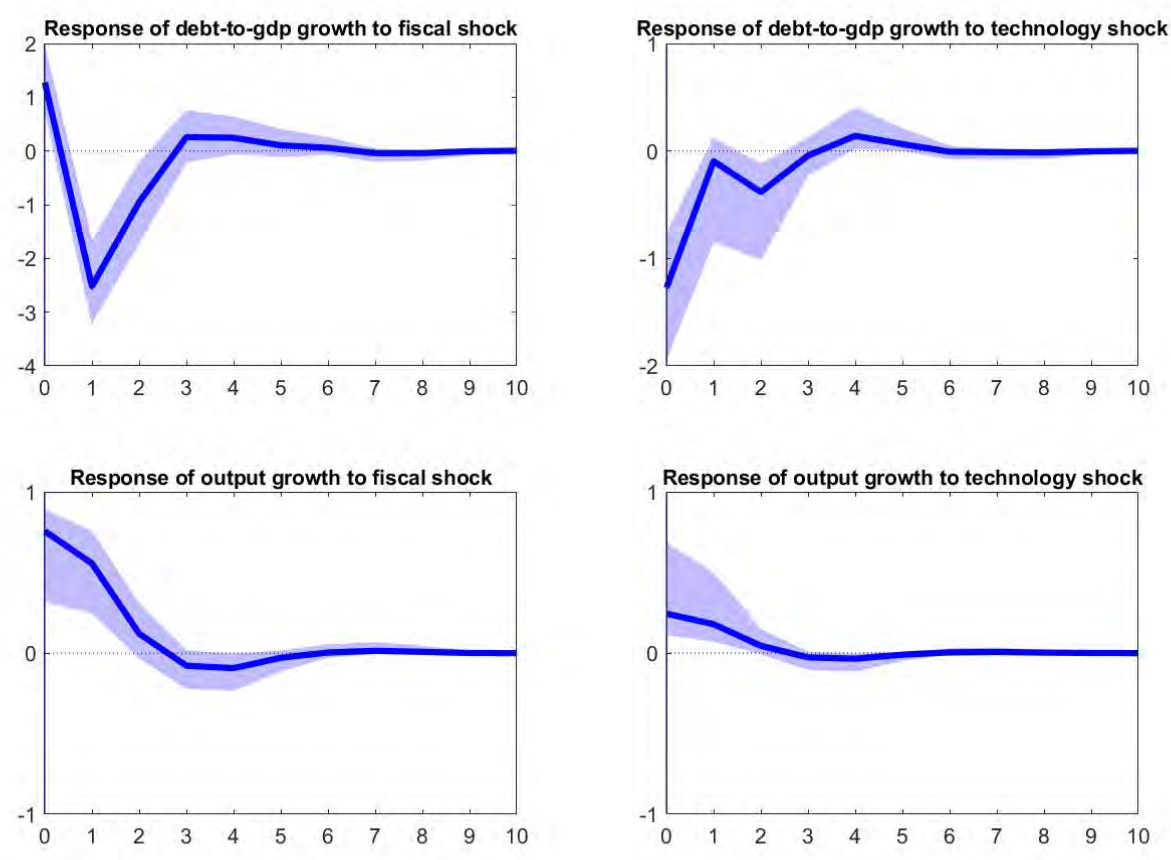 Response of debt-to-gdp growth to fiscal shock
2
1
0
-1
-2
-3
-4
0 1 2 3 4 5 6 7 8 9 10
Response of debt-to-gdp growth to technology shock
1
0
-1
-2
0 1 2 3 4 5 6 7 8 9 10
Response of output growth to fiscal shock
1
0
-1
0 1 2 3 4 5 6 7 8 9 10
Response of output growth to technology shock
1
0
-1
0 1 2 3 4 5 6 7 8 9 10